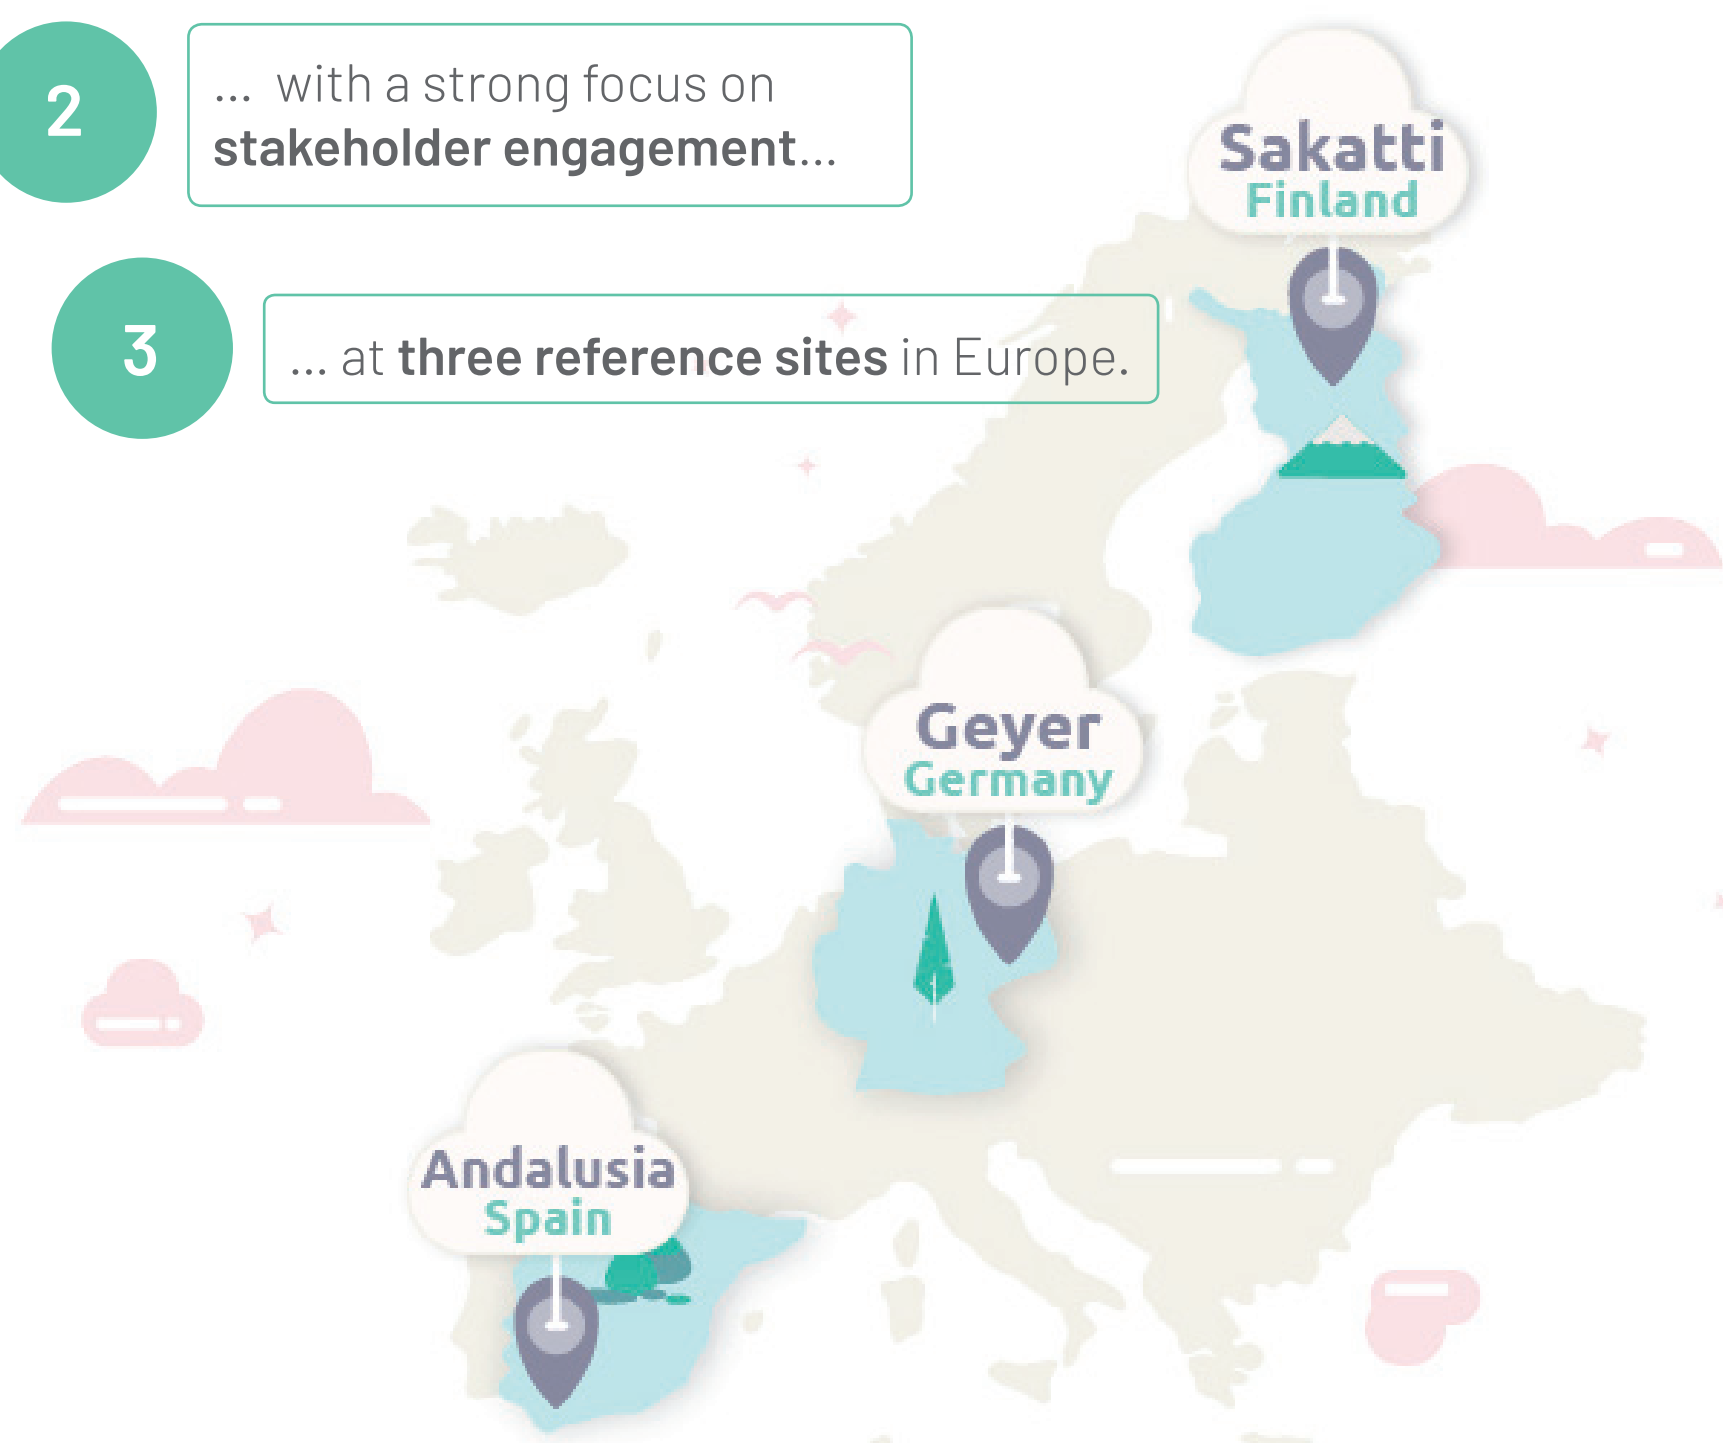 2
... with a strong focus on
stakeholder engagement...
3
... at three reference sites in Europe.
Sakatti
Finland
Geyer
Germany
Andalusia
Spain